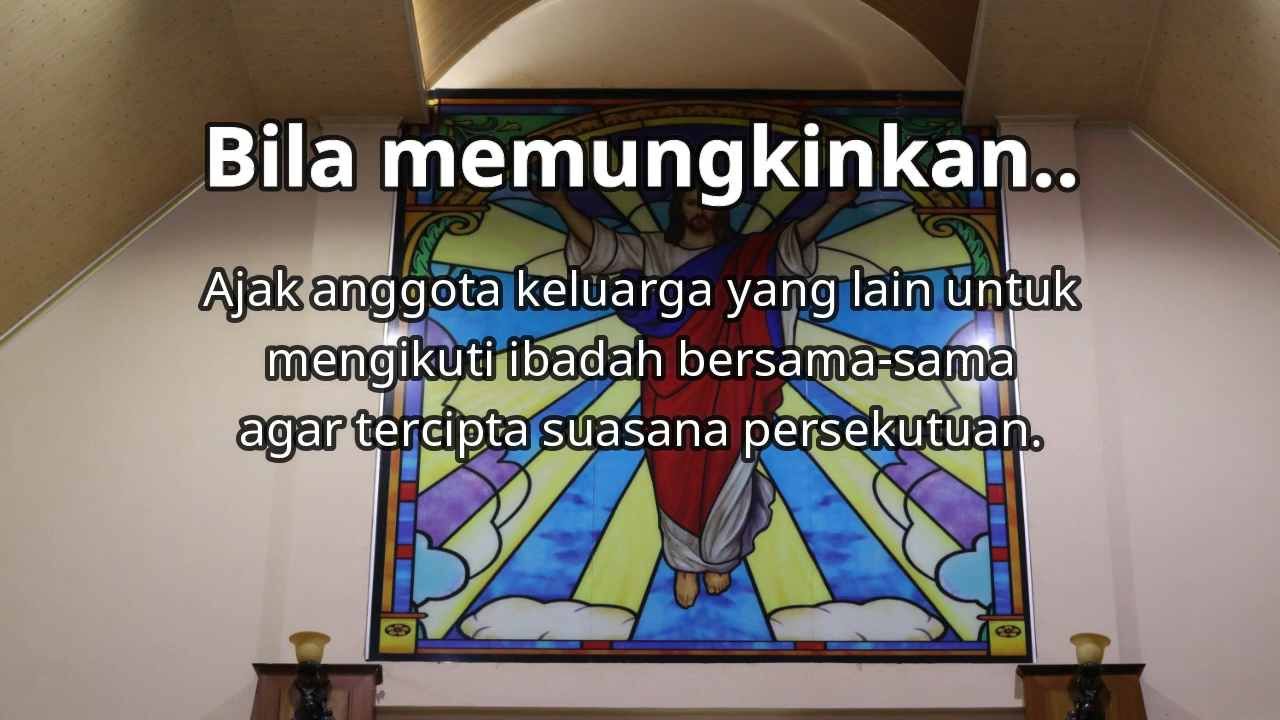 Bila memungkinkan..
Ajak anggota keluarga yang lain untuk
mengikuti ibadah bersama-sama
agar tercipta suasana persekutuan.